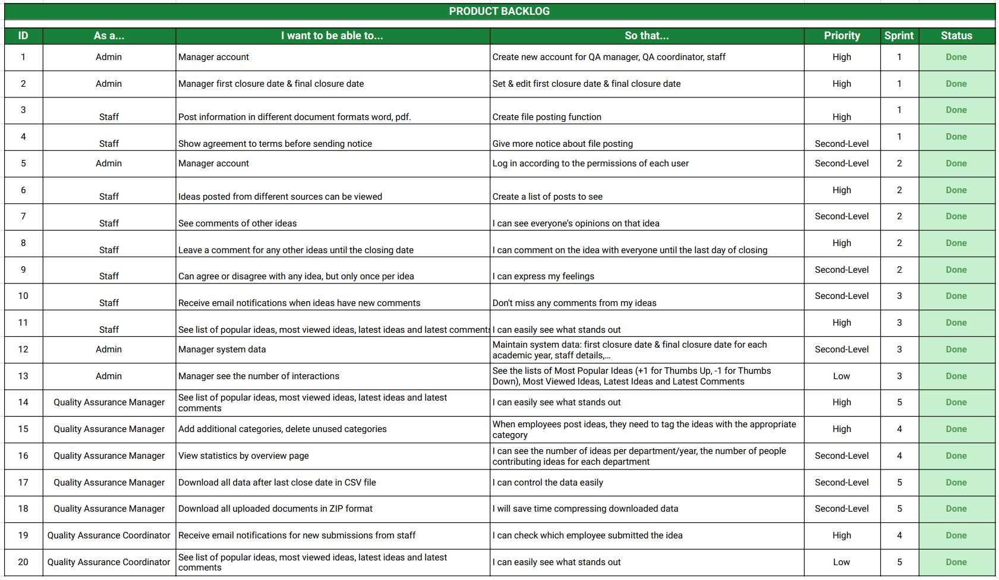 PRODUCT BACKLOG
ID As a... I want to be able to... So that... Priority Sprint Status
1 Admin Manager account Create new account for QA manager, QA coordinator, staff High 1 Done
2 Admin Manager first closure date & final closure date Set & edit first closure date & final closure date High 1 Done
3 Staff Post information in different document formats word, pdf. Create file posting function High 1 Done
4 Staff Show agreement to terms before sending notice Give more notice about file posting Second-Level 1 Done
5 Admin Manager account Log in according to the permissions of each user Second-Level 2 Done
6 Staff Ideas posted from different sources can be viewed Create a list of posts to see High 2 Done
7 Staff See comments of other ideas I can see everyone's opinions on that idea Second-Level 2 Done
8 Staff Leave a comment for any other ideas until the closing date I can comment on the idea with everyone until the last day of closing High 2 Done
9 Staff Can agree or disagree with any idea, but only once per idea I can express my feelings Second-Level 2 Done
10 Staff Receive email notifications when ideas have new comments Don't miss any comments from my ideas Second-Level 3 Done
11 Staff See list of popular ideas, most viewed ideas, latest ideas and latest comments I can easily see what stands out High 3 Done
12 Admin Manager system data Maintain system data: first closure date & final closure date for each
academic year, staff details,... Second-Level 3 Done
13 Admin Manager see the number of interactions See the lists of Most Popular Ideas (+1 for Thumbs Up, -1 for Thumbs
Down), Most Viewed Ideas, Latest Ideas and Latest Comments Low 3 Done
14 Quality Assurance Manager See list of popular ideas, most viewed ideas, latest ideas and latest
comments I can easily see what stands out High 5 Done
15 Quality Assurance Manager Add additional categories, delete unused categories When employees post ideas, they need to tag the ideas with the appropriate
category High 4 Done
16 Quality Assurance Manager View statistics by overview page I can see the number of ideas per department/year, the number of people
contributing ideas for each department Second-Level 4 Done
17 Quality Assurance Manager Download all data after last close date in CSV file I can control the data easily Second-Level 5 Done
18 Quality Assurance Manager Download all uploaded documents in ZIP format I will save time compressing downloaded data Second-Level 5 Done
19 Quality Assurance Coordinator Receive email notifications for new submissions from staff I can check which employee submitted the idea High 4 Done
20 Quality Assurance Coordinator See list of popular ideas, most viewed ideas, latest ideas and latest
comments I can easily see what stands out Low 5 Done